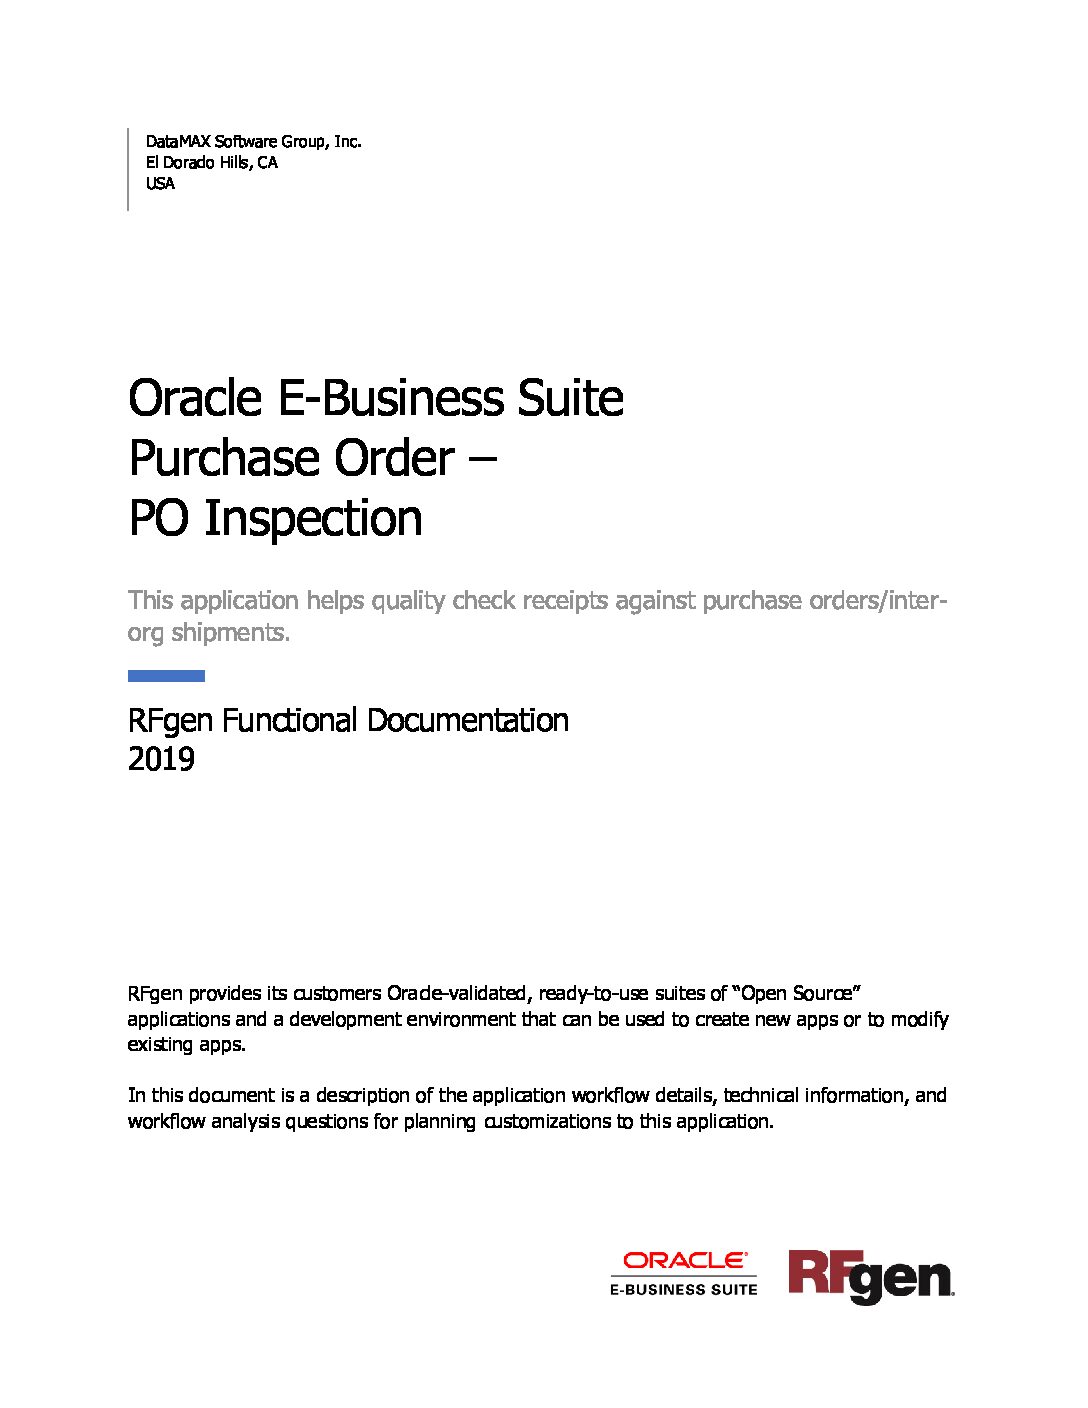 DataMAX Software Group, Inc.
El Dorado Hills, CA
USA
Oracle E-Business Suite
Purchase Order –
PO Inspection
This application helps quality check receipts against purchase orders/inter-
org shipments.
RFgen Functional Documentation
2019
RFgen provides its customers Oracle-validated, ready-to-use suites of “Open Source”
applications and a development environment that can be used to create new apps or to modify
existing apps.
In this document is a description of the application workflow details, technical information, and
workflow analysis questions for planning customizations to this application.
ORACLE®
E-BUSINESS SUITE
RFgen®